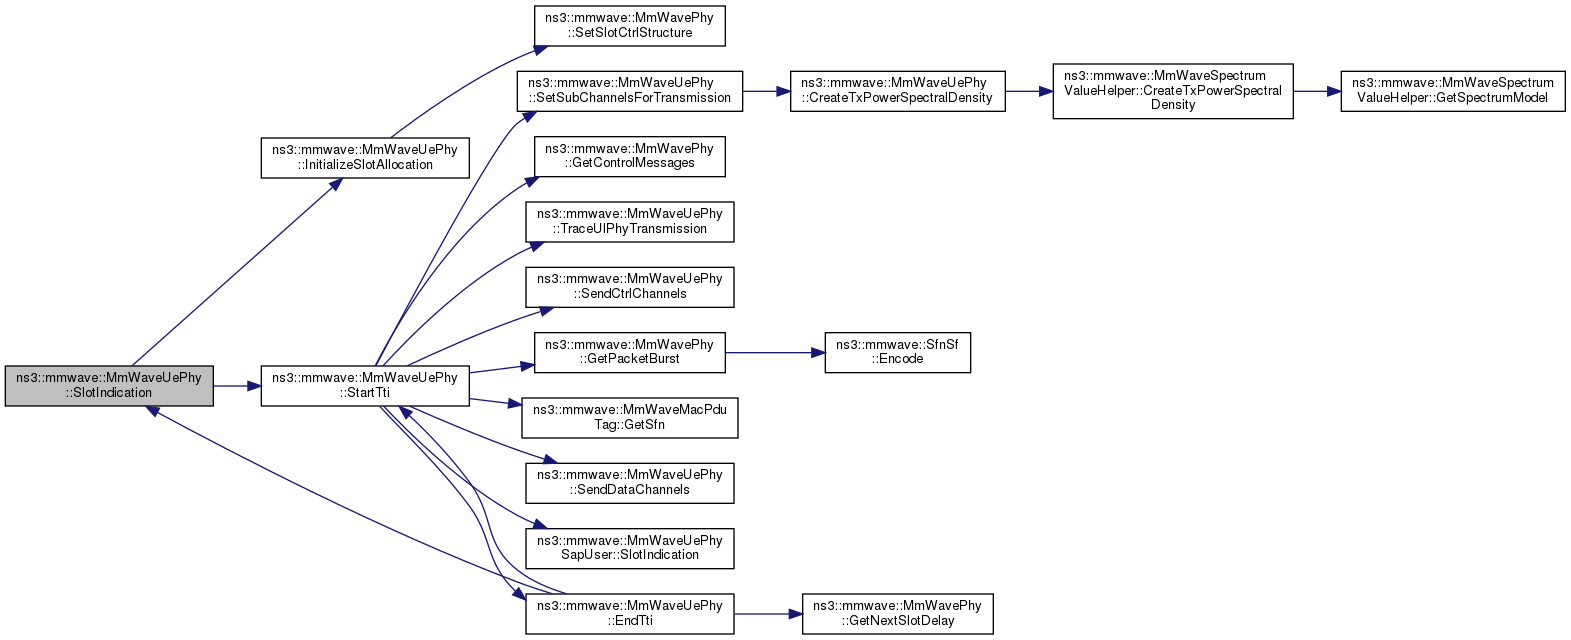 ns3::mmwave::MmWavePhy
::SetSlotCtrlStructure
ns3::mmwave::MmWaveUePhy
::SetSubChannelsForTransmission
ns3::mmwave::MmWaveUePhy
::CreateTxPowerSpectralDensity
ns3::mmwave::MmWaveSpectrum
ValueHelper::CreateTxPowerSpectral
Density
ns3::mmwave::MmWaveSpectrum
ValueHelper::GetSpectrumModel
ns3::mmwave::MmWaveUePhy
::InitializeSlotAllocation
ns3::mmwave::MmWavePhy
::GetControlMessages
ns3::mmwave::MmWaveUePhy
::TraceUlPhyTransmission
ns3::mmwave::MmWaveUePhy
::SendCtrlChannels
ns3::mmwave::MmWavePhy
::GetPacketBurst
ns3::mmwave::SfnSf
::Encode
ns3::mmwave::MmWaveUePhy
::SlotIndication
ns3::mmwave::MmWaveUePhy
::StartTti
ns3::mmwave::MmWaveMacPdu
Tag::GetSfn
ns3::mmwave::MmWaveUePhy
::SendDataChannels
ns3::mmwave::MmWaveUePhy
SapUser::SlotIndication
ns3::mmwave::MmWaveUePhy
::EndTti
ns3::mmwave::MmWavePhy
::GetNextSlotDelay